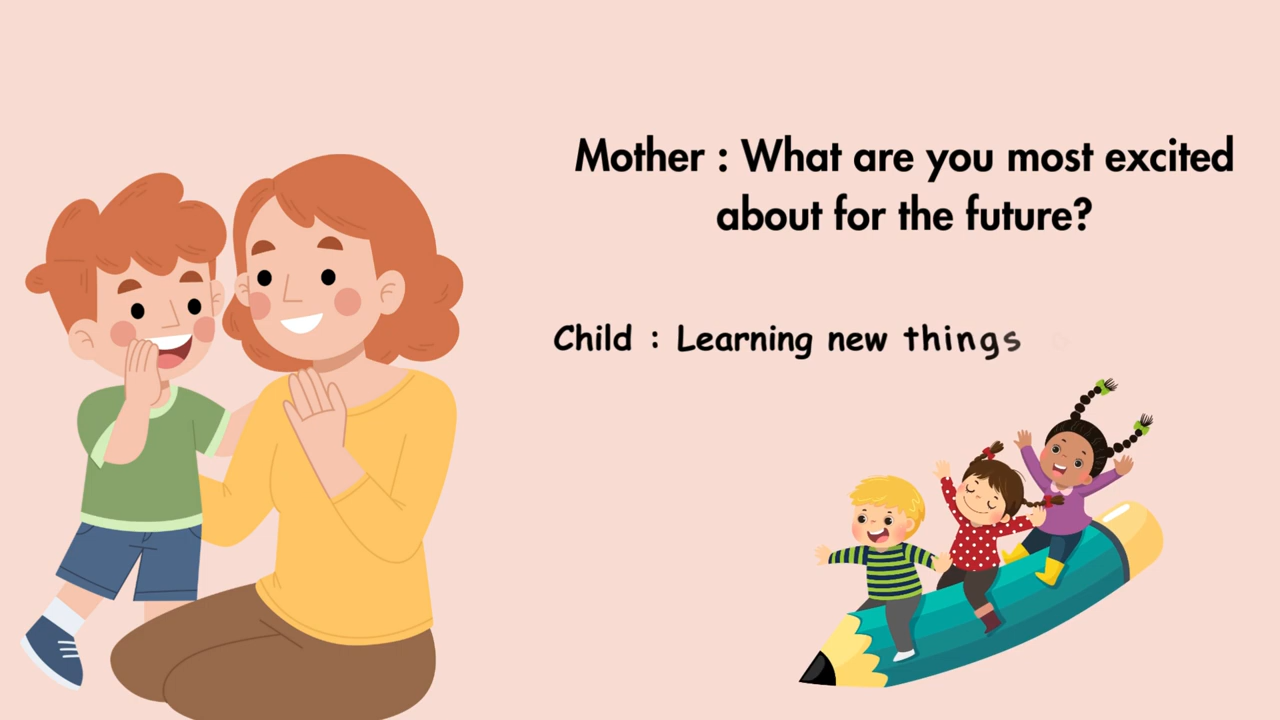 Mother : What are you most excited
about for the future?
Child : Learning new things